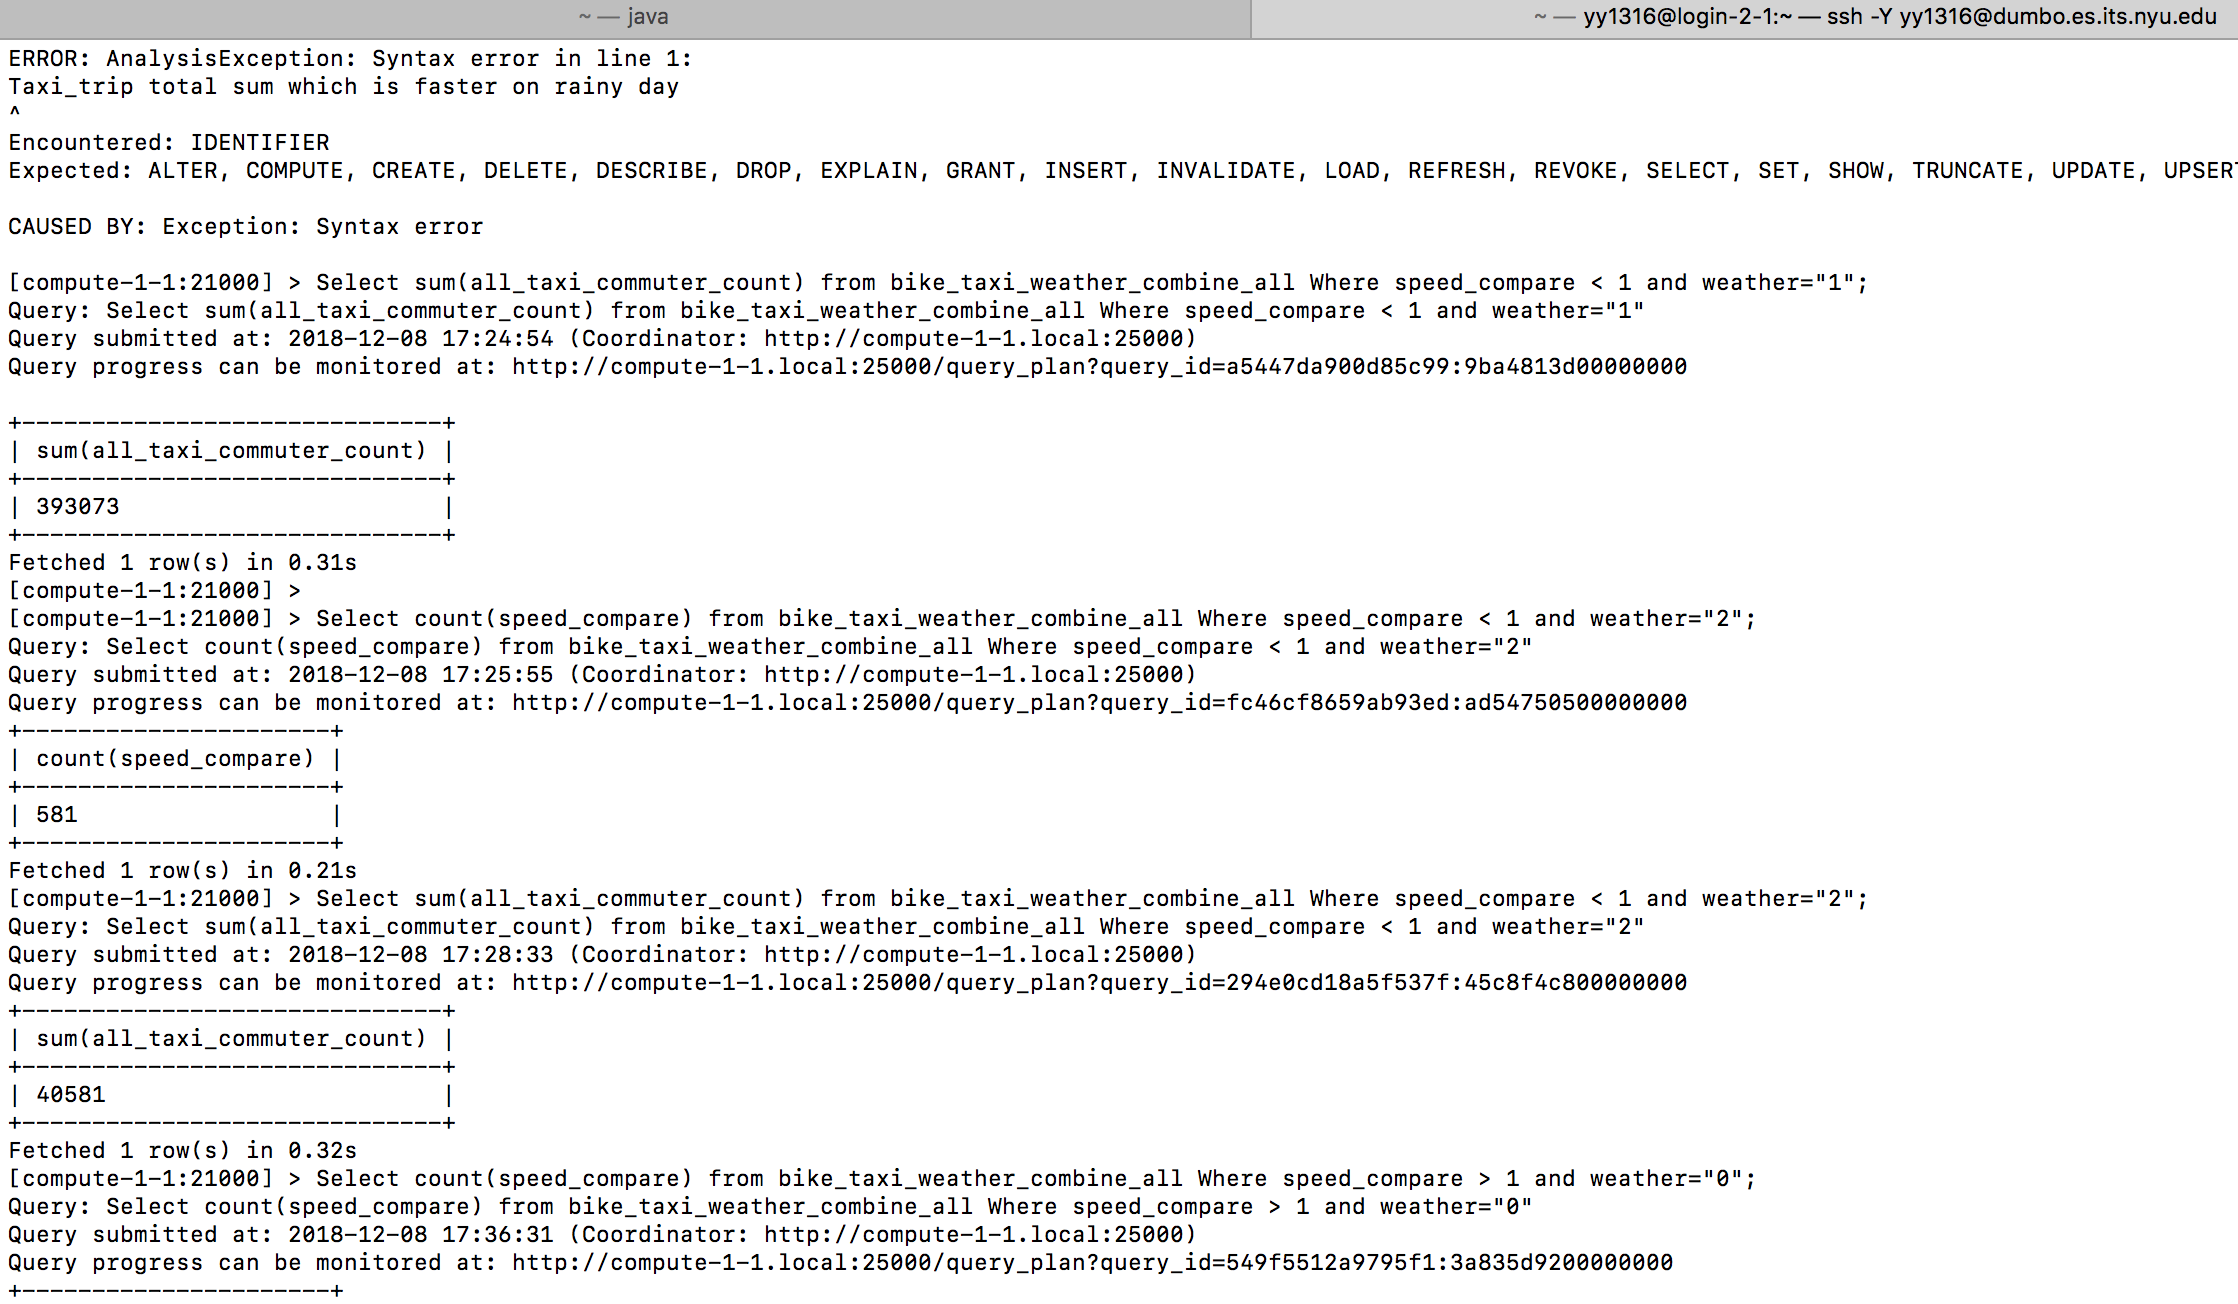 ~ — java
~ — yy1316@login-2-1:~ — ssh -Y yy1316@dumbo.es.its.nyu.edu
ERROR: AnalysisException: Syntax error in line 1:
Taxi_trip total sum which is faster on rainy day
^
Encountered: IDENTIFIER
Expected: ALTER, COMPUTE, CREATE, DELETE, DESCRIBE, DROP, EXPLAIN, GRANT, INSERT, INVALIDATE, LOAD, REFRESH, REVOKE, SELECT, SET, SHOW, TRUNCATE, UPDATE, UPSERT
CAUSED BY: Exception: Syntax error
[compute-1-1:21000] > Select sum(all_taxi_commuter_count) from bike_taxi_weather_combine_all Where speed_compare < 1 and weather="1";
Query: Select sum(all_taxi_commuter_count) from bike_taxi_weather_combine_all Where speed_compare < 1 and weather="1"
Query submitted at: 2018-12-08 17:24:54 (Coordinator: http://compute-1-1.local:25000)
Query progress can be monitored at: http://compute-1-1.local:25000/query_plan?query_id=a5447da900d85c99:9ba4813d00000000
+------------------------------+
| sum(all_taxi_commuter_count) |
+------------------------------+
| 393073                       |
+------------------------------+
Fetched 1 row(s) in 0.31s
[compute-1-1:21000] >
[compute-1-1:21000] > Select count(speed_compare) from bike_taxi_weather_combine_all Where speed_compare < 1 and weather="2";
Query: Select count(speed_compare) from bike_taxi_weather_combine_all Where speed_compare < 1 and weather="2"
Query submitted at: 2018-12-08 17:25:55 (Coordinator: http://compute-1-1.local:25000)
Query progress can be monitored at: http://compute-1-1.local:25000/query_plan?query_id=fc46cf8659ab93ed:ad54750500000000
+----------------------+
| count(speed_compare) |
+----------------------+
| 581                  |
+----------------------+
Fetched 1 row(s) in 0.21s
[compute-1-1:21000] > Select sum(all_taxi_commuter_count) from bike_taxi_weather_combine_all Where speed_compare < 1 and weather="2";
Query: Select sum(all_taxi_commuter_count) from bike_taxi_weather_combine_all Where speed_compare < 1 and weather="2"
Query submitted at: 2018-12-08 17:28:33 (Coordinator: http://compute-1-1.local:25000)
Query progress can be monitored at: http://compute-1-1.local:25000/query_plan?query_id=294e0cd18a5f537f:45c8f4c800000000
+------------------------------+
| sum(all_taxi_commuter_count) |
+------------------------------+
| 40581                        |
+------------------------------+
Fetched 1 row(s) in 0.32s
[compute-1-1:21000] > Select count(speed_compare) from bike_taxi_weather_combine_all Where speed_compare > 1 and weather="0";
Query: Select count(speed_compare) from bike_taxi_weather_combine_all Where speed_compare > 1 and weather="0"
Query submitted at: 2018-12-08 17:36:31 (Coordinator: http://compute-1-1.local:25000)
Query progress can be monitored at: http://compute-1-1.local:25000/query_plan?query_id=549f5512a9795f1:3a835d9200000000
+----------------------+